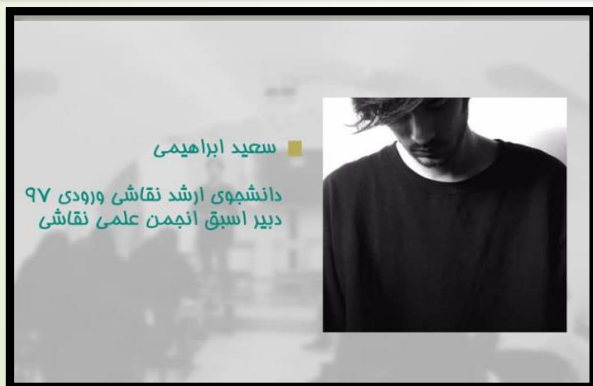 سعید ابراهیمی
دانشجوی ارشد نقاشی ورودی ۹۷
دبیر اسبق انجمن علمی نقاشی